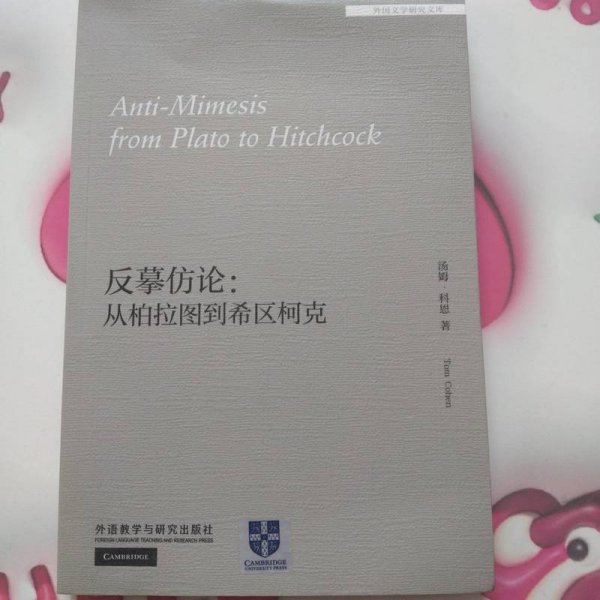 外国文学研究文库
Anti-Mimesis
from Plato to Hitchcock
反摹仿论：
从柏拉图到希区柯克
汤姆·科恩 著
Tom Cohen
外语教学与研究出版社
FOREIGN LANGUAGE TEACHING AND RESEARCH PRESS
CAMBRIDGE
CAMBRIDGE
UNIVERSITY PRESS